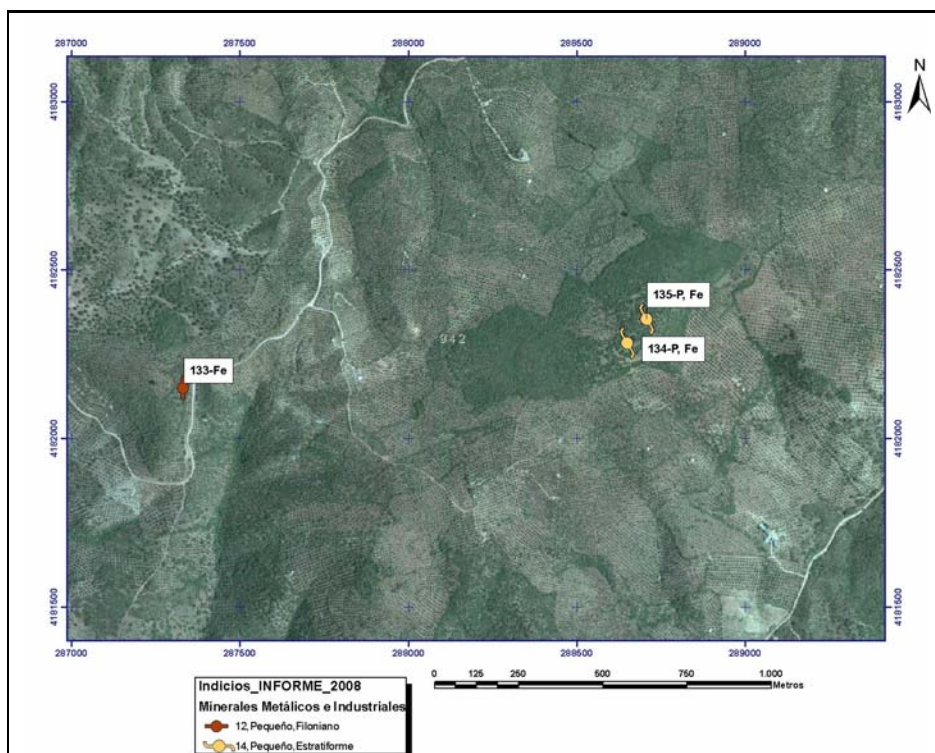 287000 287500 288000 288500 289000
N
4183000 4183000
4182500 4182500
135-P, Fe
942
134-P, Fe
133-Fe
4182000 4182000
4181500 4181500
287000 287500 288000 288500 289000
0 125 250 500 750 1.000
Metros
Indicios_INFORME_2008
Minerales Metálicos e Industriales
12, Pequeño, Filoniano
14, Pequeño, Estratiforme